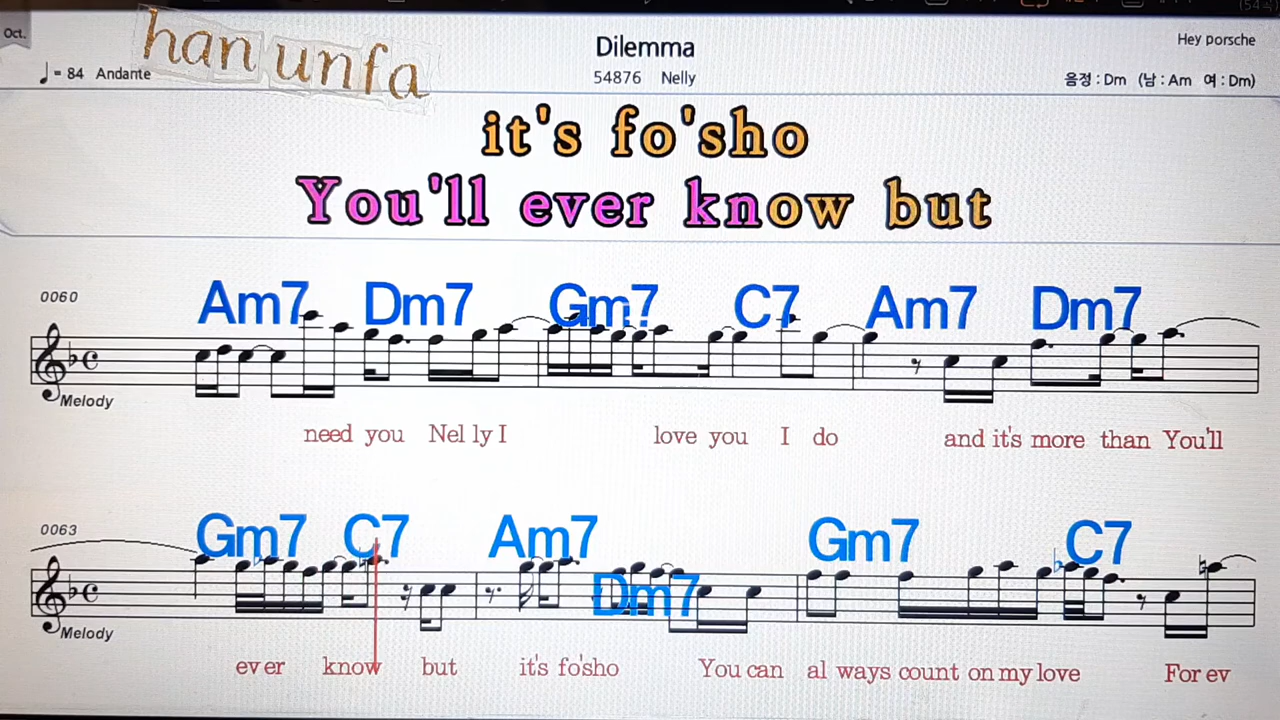 Oct.
han unfa
Dilemma
Hey porsche
♩= 84 Andante
54876 Nelly
음정 : Dm (남 : Am 여 : Dm)
it's fo'sho
You'll ever know but
0060
Am7 Dm7 Gm7 C7 Am7 Dm7
Melody
need you Nel ly I love you I do and it's more than You'll
0063
Gm7 C7 Am7 Dm7 Gm7 C7
Melody
ev er know but it's fo'sho You can al ways count on my love For ev